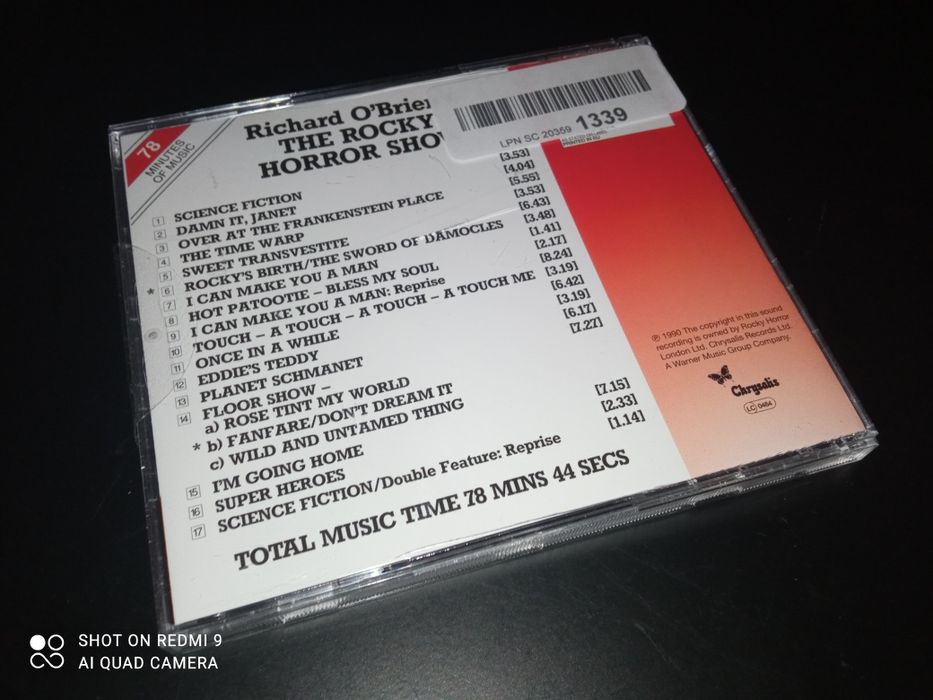 78
MINUTES
OF MUSIC
Richard O'Brie
THE ROCKY
HORROR SHO
LPN SC 20359 1339
PRINTED IN EU
1 SCIENCE FICTION [3.53]
2 DAMN IT, JANET [4.04]
3 OVER AT THE FRANKENSTEIN PLACE [5.55]
4 THE TIME WARP [3.53]
5 SWEET TRANSVESTITE [6.43]
* 6 ROCKY'S BIRTH/THE SWORD OF DAMOCLES [3.48]
7 I CAN MAKE YOU A MAN [1.41]
8 HOT PATOOTIE – BLESS MY SOUL [2.17]
9 I CAN MAKE YOU A MAN: Reprise [8.24]
10 TOUCH – A TOUCH – A TOUCH – A TOUCH ME [3.19]
11 ONCE IN A WHILE [6.42]
12 EDDIE'S TEDDY [3.19]
13 PLANET SCHMANET [6.17]
14 FLOOR SHOW – [7.27]
a) ROSE TINT MY WORLD
* b) FANFARE/DON'T DREAM IT
c) WILD AND UNTAMED THING
15 I'M GOING HOME [7.15]
16 SUPER HEROES [2.33]
17 SCIENCE FICTION/Double Feature: Reprise [1.14]
TOTAL MUSIC TIME 78 MINS 44 SECS
℗ 1990 The copyright in this sound
recording is owned by Rocky Horror
London Ltd. Chrysalis Records Ltd.
A Warner Music Group Company.
Chrysalis
LC 0464
SHOT ON REDMI 9
AI QUAD CAMERA